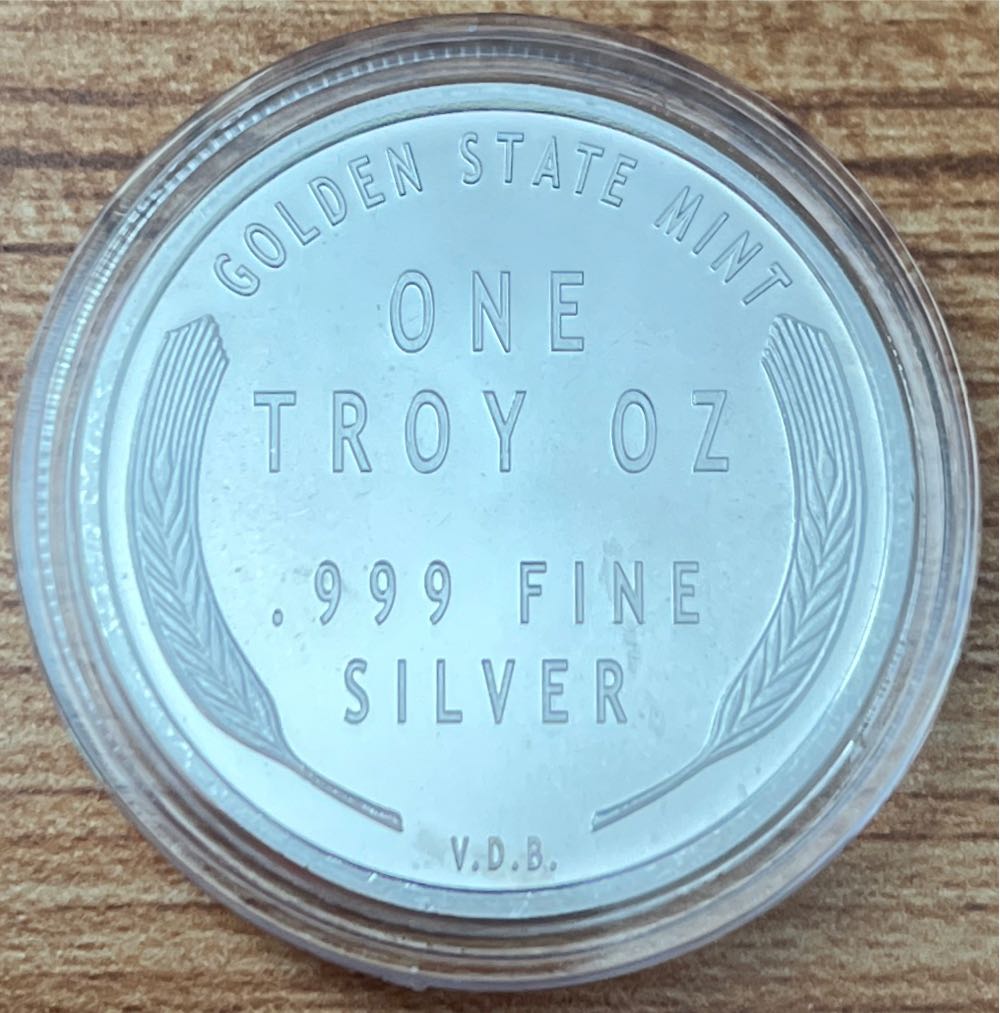 GOLDEN STATE MINT
ONE
TROY OZ
.999 FINE
SILVER
V.D.B.